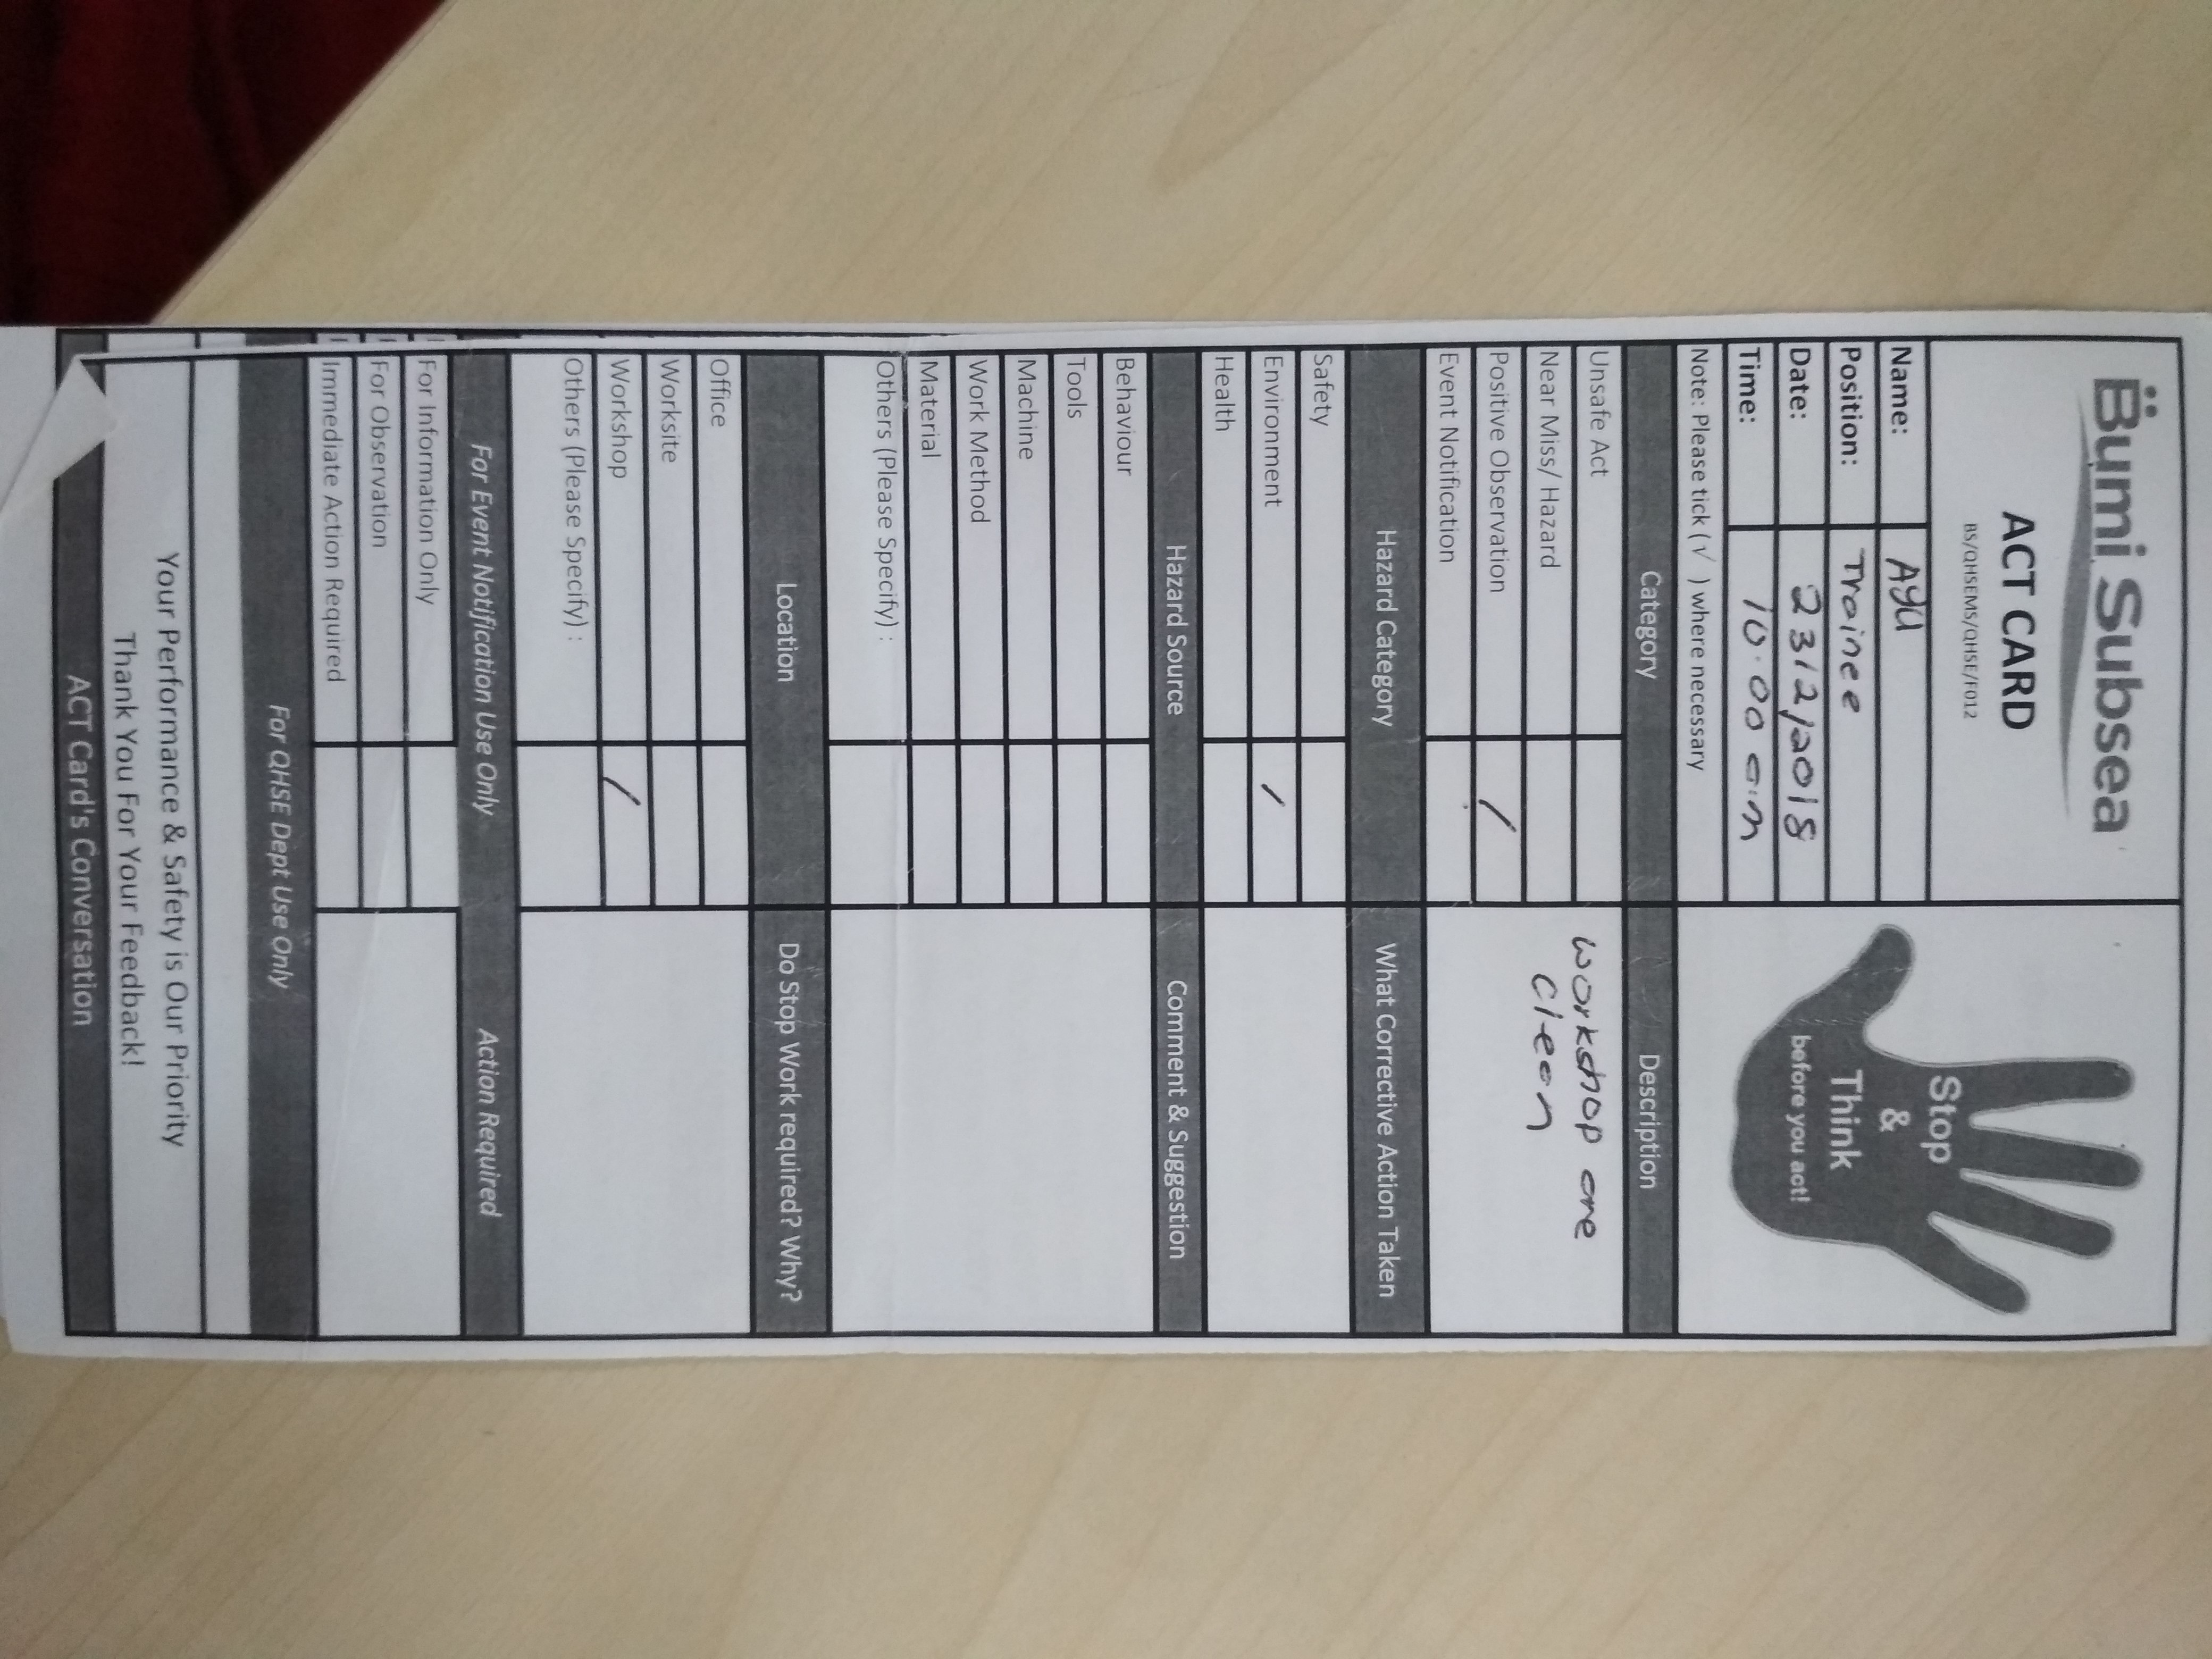 Bumi Subsea
ACT CARD
BS/QHSEMS/QHSE/F012
Stop
&
Think
before you act!
Name: Ayu
Position: Trainee
Date: 23/2/2018
Time: 10.00 a.m
Note: Please tick (√ ) where necessary
Category Description
Unsafe Act
Near Miss/ Hazard
Positive Observation /
Event Notification
workshop are
clean
Hazard Category What Corrective Action Taken
Safety
Environment /
Health
Hazard Source Comment & Suggestion
Behaviour
Tools
Machine
Work Method
Material
Others (Please Specify) :
Location Do Stop Work required? Why?
Office
Worksite
Workshop /
Others (Please Specify) :
For Event Notification Use Only Action Required
For Information Only
For Observation
Immediate Action Required
For QHSE Dept Use Only
Your Performance & Safety is Our Priority
Thank You For Your Feedback!
ACT Card's Conversation